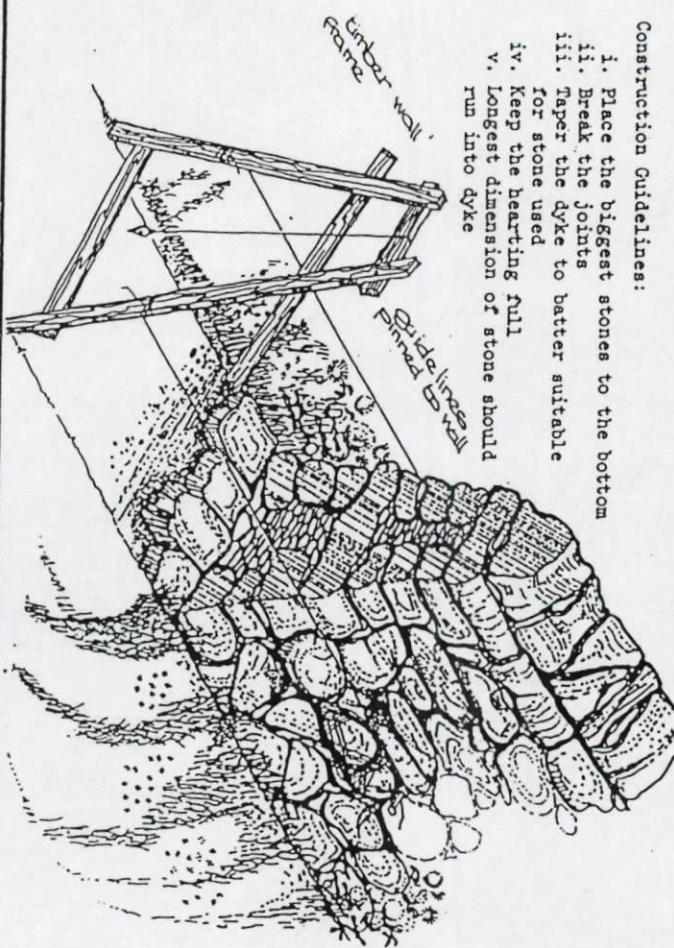 Construction Guidelines:
i. Place the biggest stones to the bottom
ii. Break the joints
iii. Taper the dyke to batter suitable
for stone used
iv. Keep the hearting full
v. Longest dimension of stone should
run into dyke
timber wall
frame
guidelines
pinned to wall